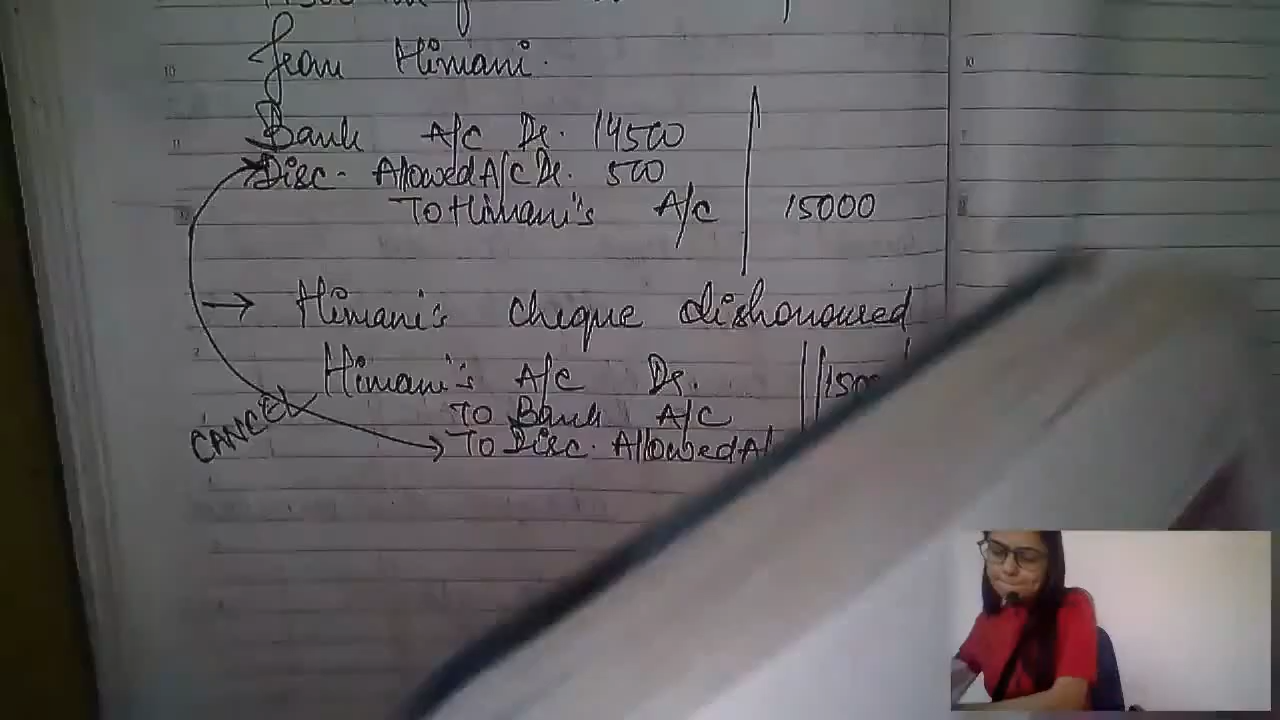 from Himani.
Bank A/c Dr. 14500
Disc. Allowed A/c Dr. 500
To Himani's A/c 15000
→ Himani's cheque dishonoured
Himani's A/c Dr.
To Bank A/c
CANCEL
To Disc. Allowed